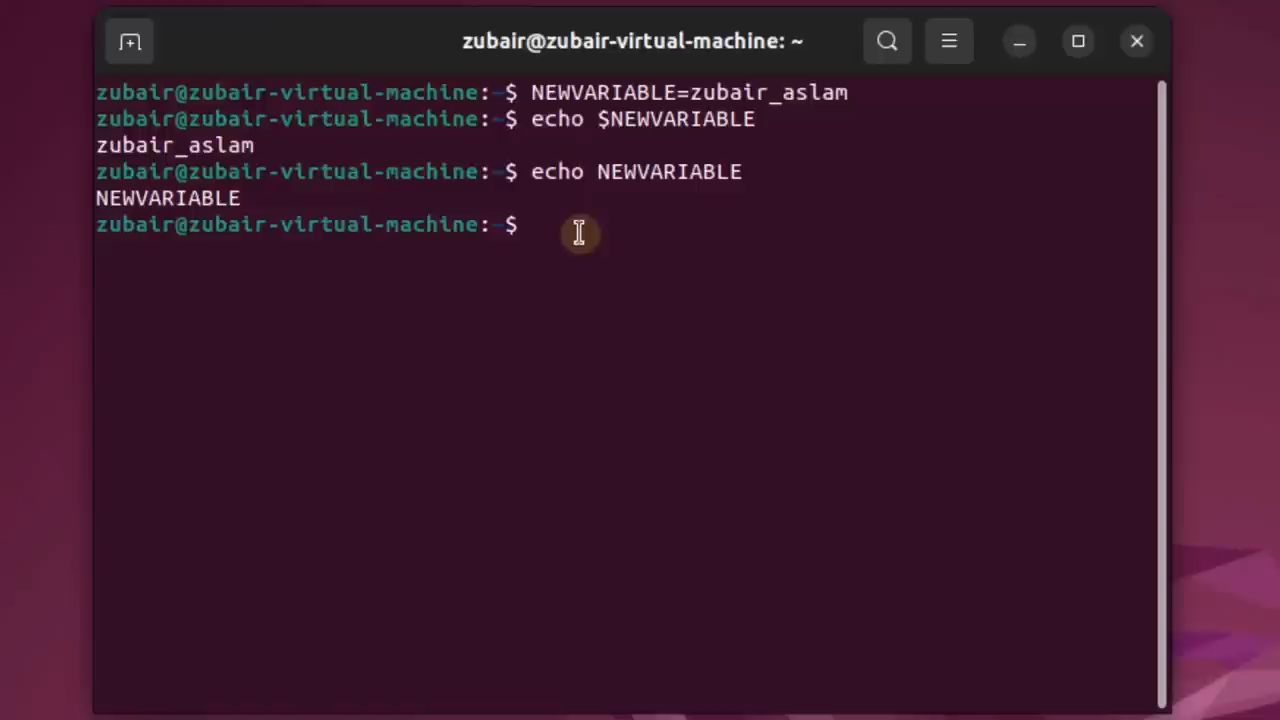 zubair@zubair-virtual-machine: ~
zubair@zubair-virtual-machine:~$ NEWVARIABLE=zubair_aslam
zubair@zubair-virtual-machine:~$ echo $NEWVARIABLE
zubair_aslam
zubair@zubair-virtual-machine:~$ echo NEWVARIABLE
NEWVARIABLE
zubair@zubair-virtual-machine:~$